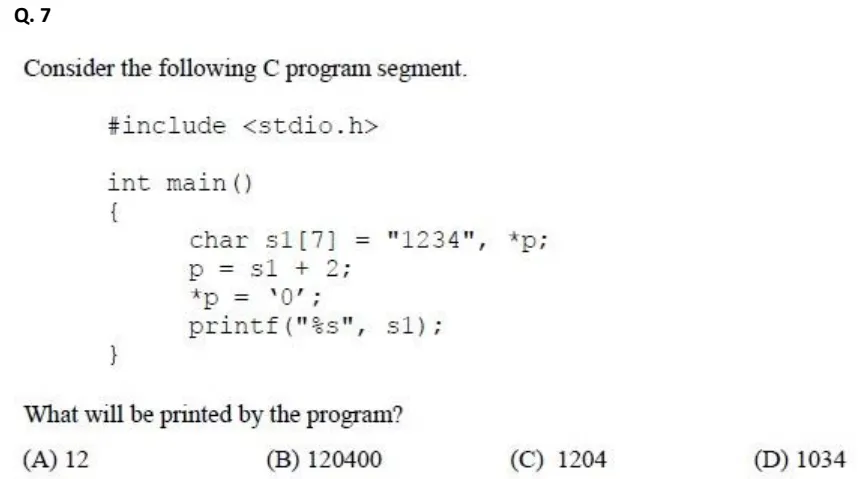 Q. 7
Consider the following C program segment.
#include <stdio.h>
int main()
{
char s1[7] = "1234", *p;
p = s1 + 2;
*p = ‘0’;
printf("%s", s1);
}
What will be printed by the program?
(A) 12 (B) 120400 (C) 1204 (D) 1034